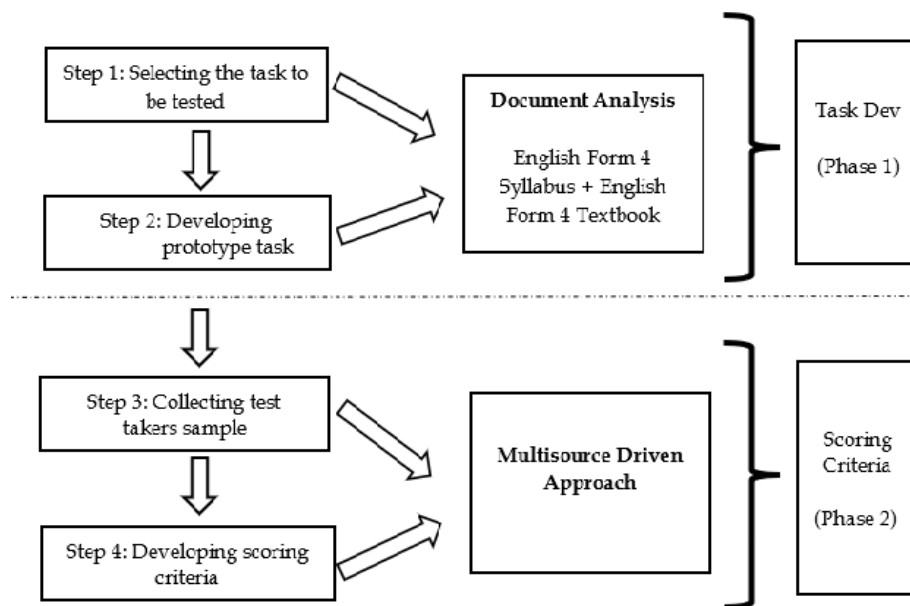 Step 1: Selecting the task to
be tested
Step 2: Developing
prototype task
Document Analysis
English Form 4
Syllabus + English
Form 4 Textbook
Task Dev
(Phase 1)
Step 3: Collecting test
takers sample
Step 4: Developing scoring
criteria
Multisource Driven
Approach
Scoring
Criteria
(Phase 2)